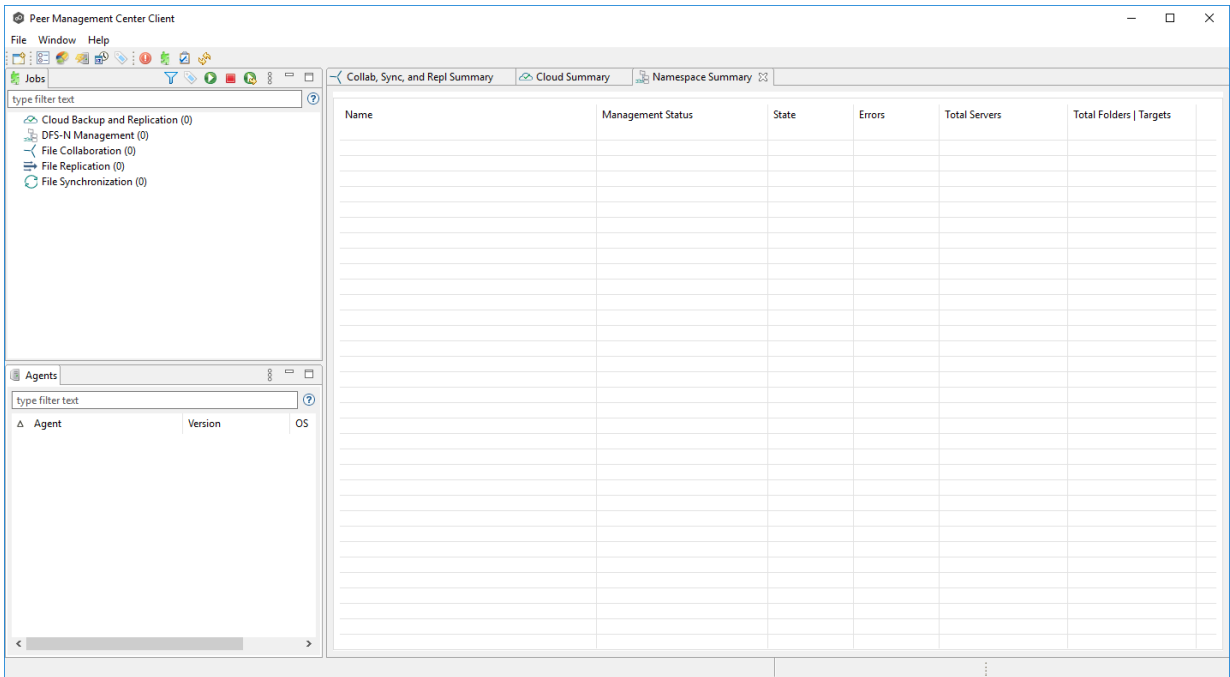 Peer Management Center Client
File Window Help
Jobs
type filter text
Cloud Backup and Replication (0)
DFS-N Management (0)
File Collaboration (0)
File Replication (0)
File Synchronization (0)
Agents
type filter text
Agent Version OS
Collab, Sync, and Repl Summary Cloud Summary Namespace Summary
Name Management Status State Errors Total Servers Total Folders | Targets